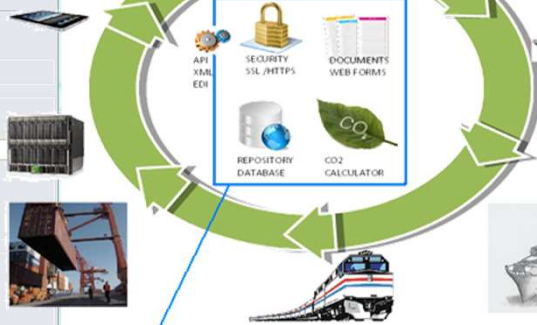 API
XML
EDI
SECURITY
SSL /HTTPS
DOCUMENTS
WEB FORMS
CO2
REPOSITORY
DATABASE
CO2
CALCULATOR